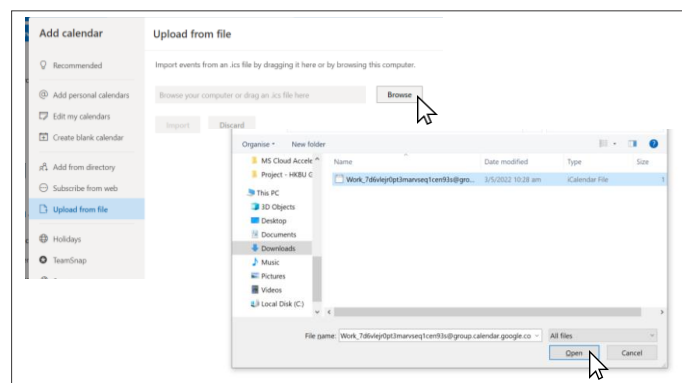 Add calendar
Upload from file
Recommended
Import events from an .ics file by dragging it here or by browsing this computer.
Add personal calendars
Browse your computer or drag an .ics file here
Browse
Edit my calendars
Import
Discard
Create blank calendar
Add from directory
Subscribe from web
Upload from file
Holidays
TeamSnap
Organise
New folder
MS Cloud Accele
Project - HKBU
This PC
3D Objects
Desktop
Documents
Downloads
Music
Pictures
Videos
Local Disk (C:)
Name
Date modified
Type
Size
Work_7d6vlejr0pt3marvseq1cen93s@gro...
3/5/2022 10:28 am
iCalendar File
1
File name:
Work_7d6vlejr0pt3marvseq1cen93s@group.calendar.google.co
All files
Open
Cancel